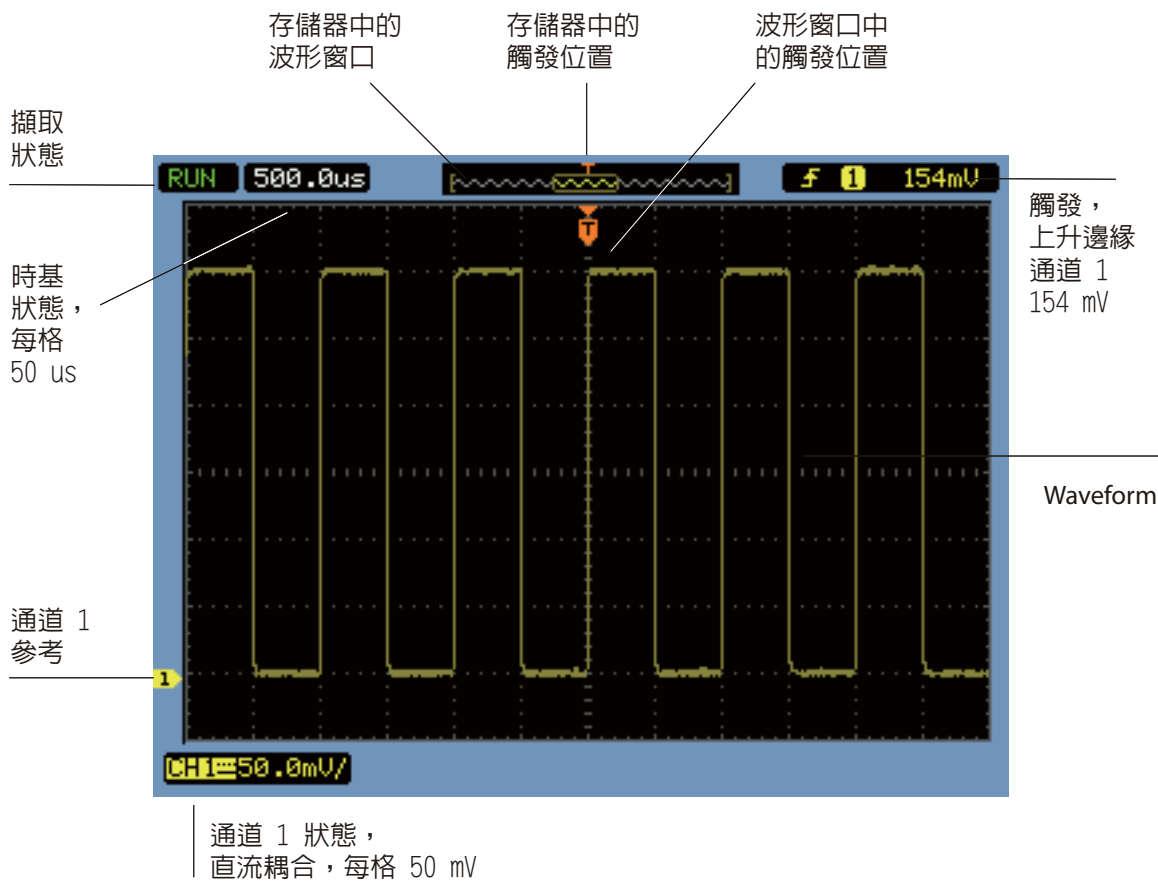 存儲器中的
波形窗口
存儲器中的
觸發位置
波形窗口中
的觸發位置
擷取
狀態
RUN 500.0us T 1 154mV
觸發，
上升邊緣
通道 1
154 mV
T
時基
狀態，
每格
50 us
Waveform
通道 1
參考
1
CH1 50.0mV/
通道 1 狀態，
直流耦合，每格 50 mV